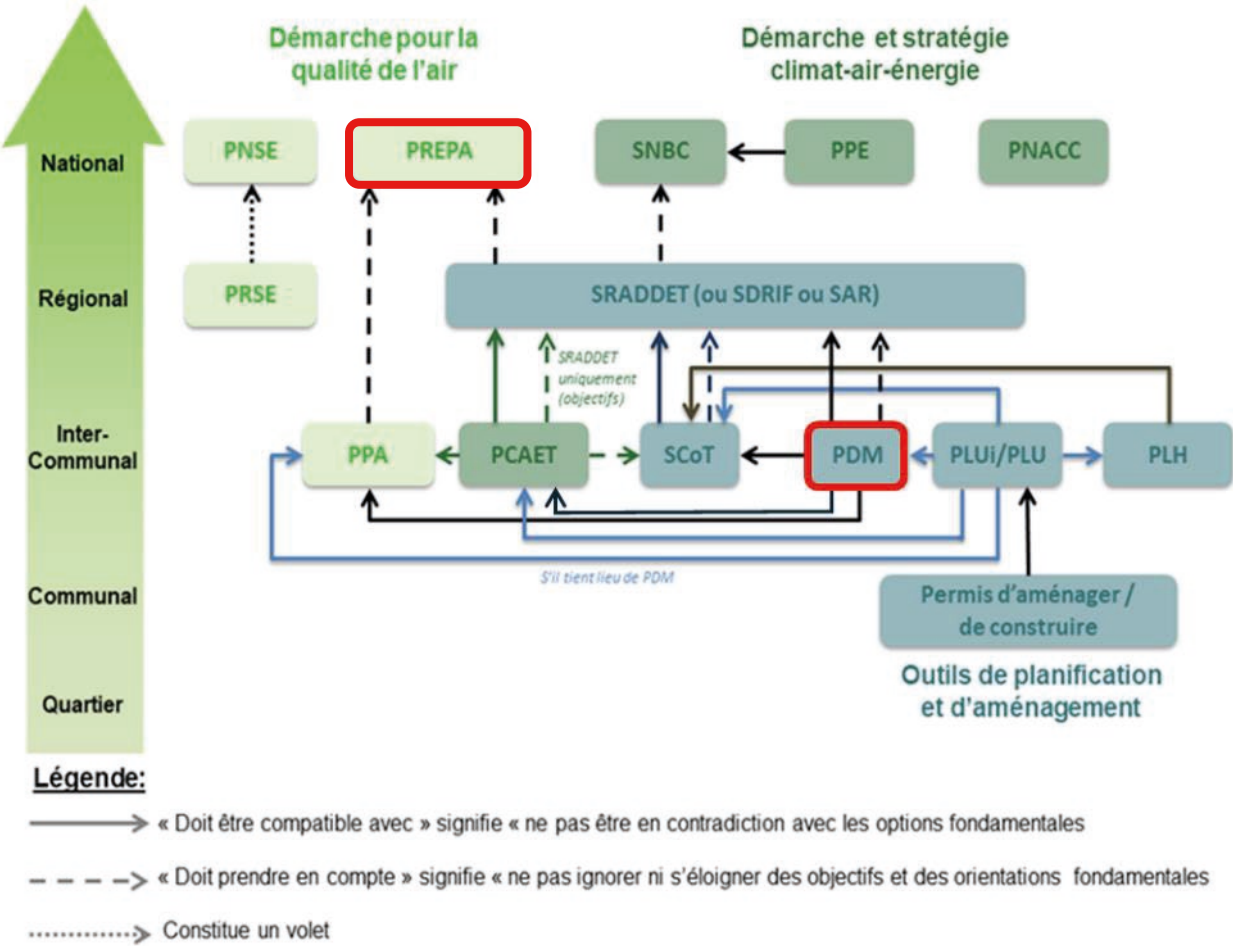 Démarche pour la
qualité de l'air
Démarche et stratégie
climat-air-énergie
National
PNSE
PREPA
SNBC
PPE
PNACC
Régional
PRSE
SRADDET (ou SDRIF ou SAR)
SRADDET
uniquement
(objectifs)
Inter-
Communal
PPA
PCAET
SCoT
PDM
PLUi/PLU
PLH
S'il tient lieu de PDM
Communal
Permis d'aménager /
de construire
Outils de planification
et d'aménagement
Quartier
Légende:
« Doit être compatible avec » signifie « ne pas être en contradiction avec les options fondamentales
« Doit prendre en compte » signifie « ne pas ignorer ni s'éloigner des objectifs et des orientations fondamentales
Constitue un volet